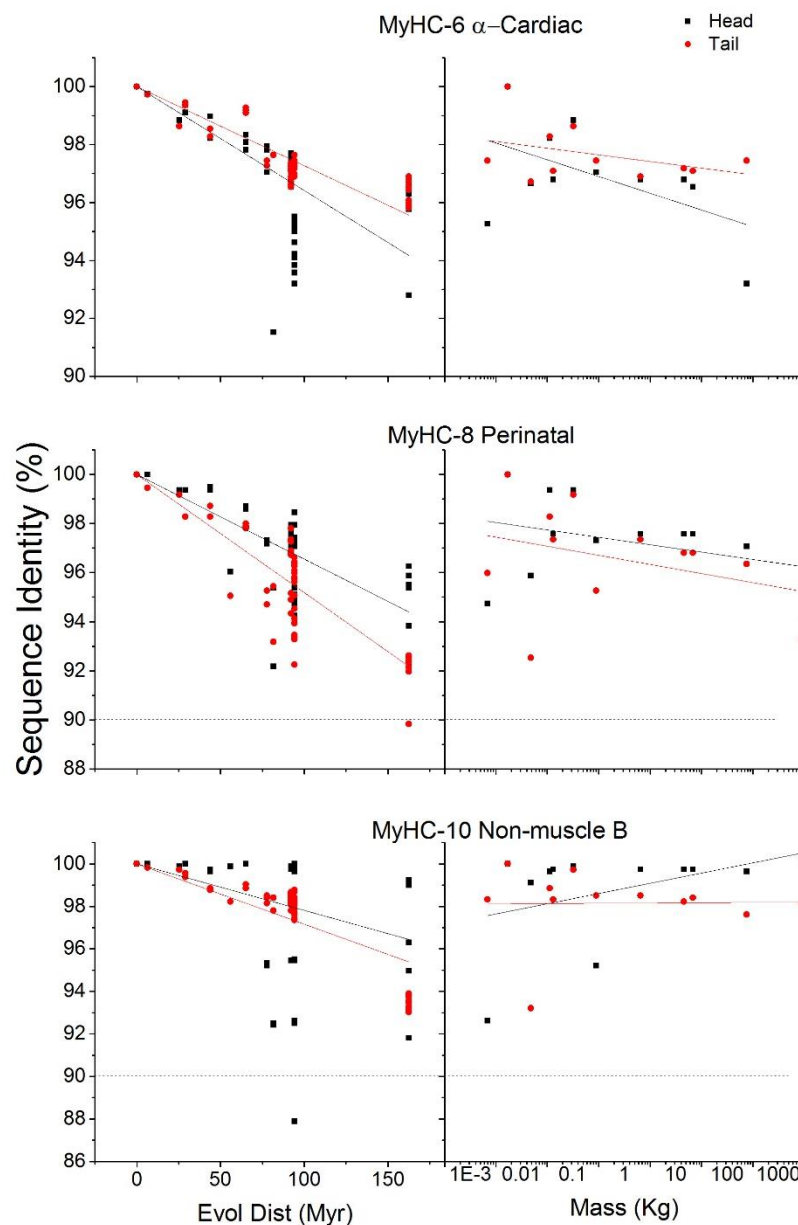 MyHC-6 α–Cardiac
Head
Tail
100
98
96
94
92
90
MyHC-8 Perinatal
Sequence Identity (%)
100
98
96
94
92
90
88
MyHC-10 Non-muscle B
100
98
96
94
92
90
88
86
0 50 100 150
1E-3 0.01 0.1 1 10 100 1000
Evol Dist (Myr)
Mass (Kg)